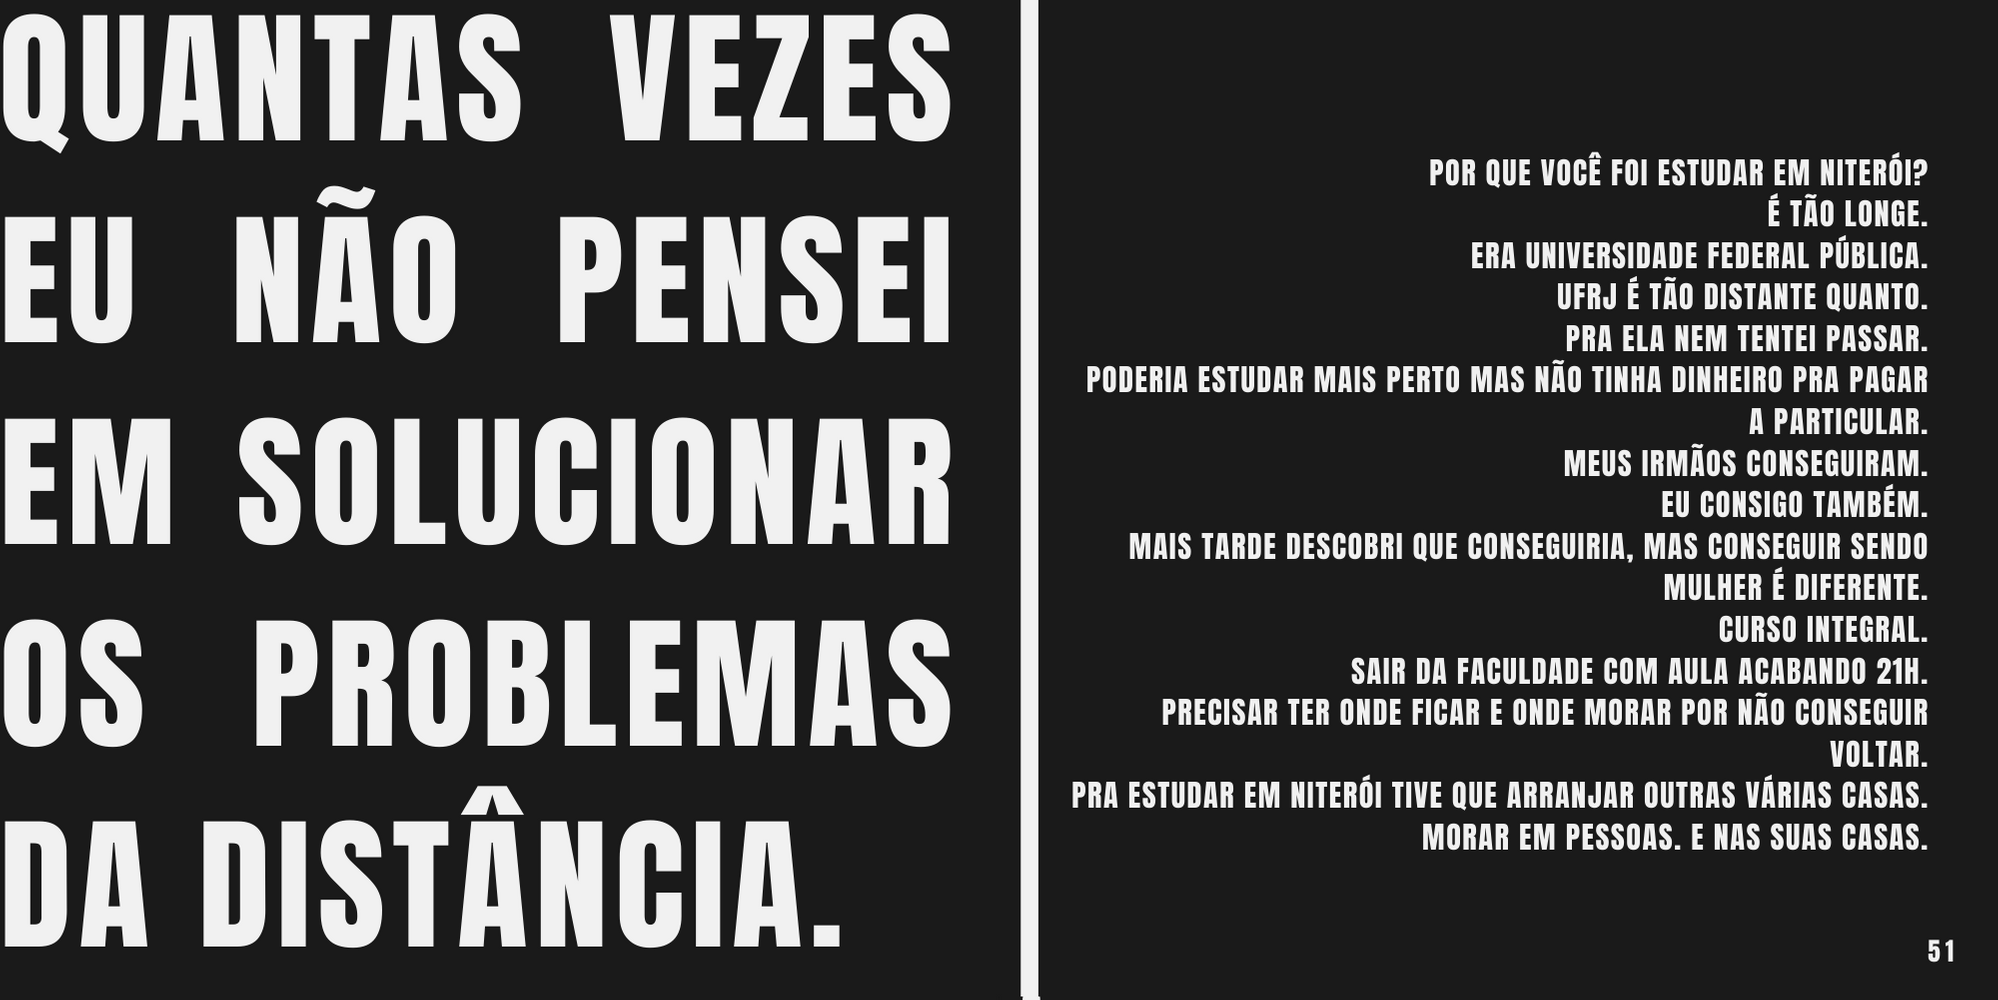 QUANTAS VEZES
EU NÃO PENSEI
EM SOLUCIONAR
OS PROBLEMAS
DA DISTÂNCIA.
POR QUE VOCÊ FOI ESTUDAR EM NITERÓI?
É TÃO LONGE.
ERA UNIVERSIDADE FEDERAL PÚBLICA.
UFRJ É TÃO DISTANTE QUANTO.
PRA ELA NEM TENTEI PASSAR.
PODERIA ESTUDAR MAIS PERTO MAS NÃO TINHA DINHEIRO PRA PAGAR
A PARTICULAR.
MEUS IRMÃOS CONSEGUIRAM.
EU CONSIGO TAMBÉM.
MAIS TARDE DESCOBRI QUE CONSEGUIRIA, MAS CONSEGUIR SENDO
MULHER É DIFERENTE.
CURSO INTEGRAL.
SAIR DA FACULDADE COM AULA ACABANDO 21H.
PRECISAR TER ONDE FICAR E ONDE MORAR POR NÃO CONSEGUIR
VOLTAR.
PRA ESTUDAR EM NITERÓI TIVE QUE ARRANJAR OUTRAS VÁRIAS CASAS.
MORAR EM PESSOAS. E NAS SUAS CASAS.
51